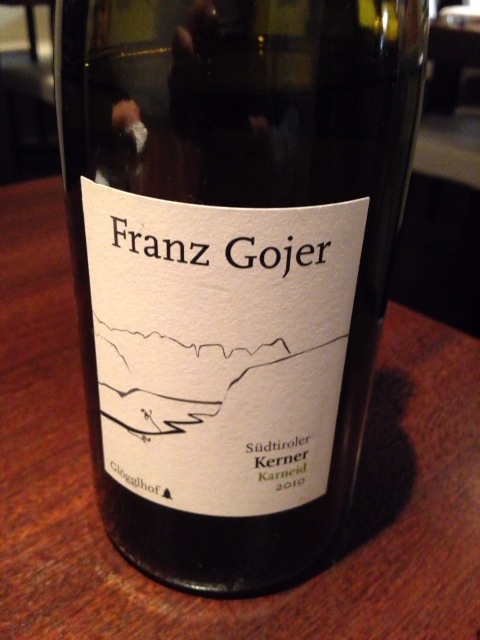 Franz Gojer
Südtiroler
Kerner
Karneid
2010
Glögglhof